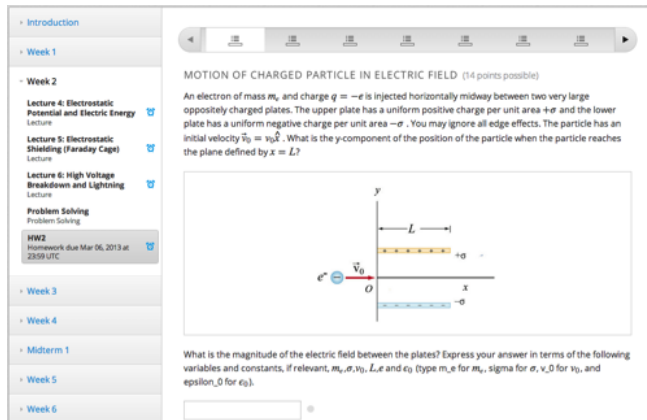 Introduction
Week 1
Week 2
Lecture 4: Electrostatic
Potential and Electric Energy
Lecture
Lecture 5: Electrostatic
Shielding (Faraday Cage)
Lecture
Lecture 6: High Voltage
Breakdown and Lightning
Lecture
Problem Solving
Problem Solving
HW2
Homework due Mar 06, 2013 at
23:59 UTC
Week 3
Week 4
Midterm 1
Week 5
Week 6
MOTION OF CHARGED PARTICLE IN ELECTRIC FIELD (14 points possible)
An electron of mass mₑ and charge q = −e is injected horizontally midway between two very large
oppositely charged plates. The upper plate has a uniform positive charge per unit area +σ and the lower
plate has a uniform negative charge per unit area −σ . You may ignore all edge effects. The particle has an
initial velocity v⃗₀ = v₀x̂ . What is the y-component of the position of the particle when the particle reaches
the plane defined by x = L?
y
L
+σ
e⁻
v⃗₀
O
x
−σ
What is the magnitude of the electric field between the plates? Express your answer in terms of the following
variables and constants, if relevant, mₑ,σ,v₀, L,e and ϵ₀ (type m_e for mₑ, sigma for σ, v_0 for v₀, and
epsilon_0 for ϵ₀).